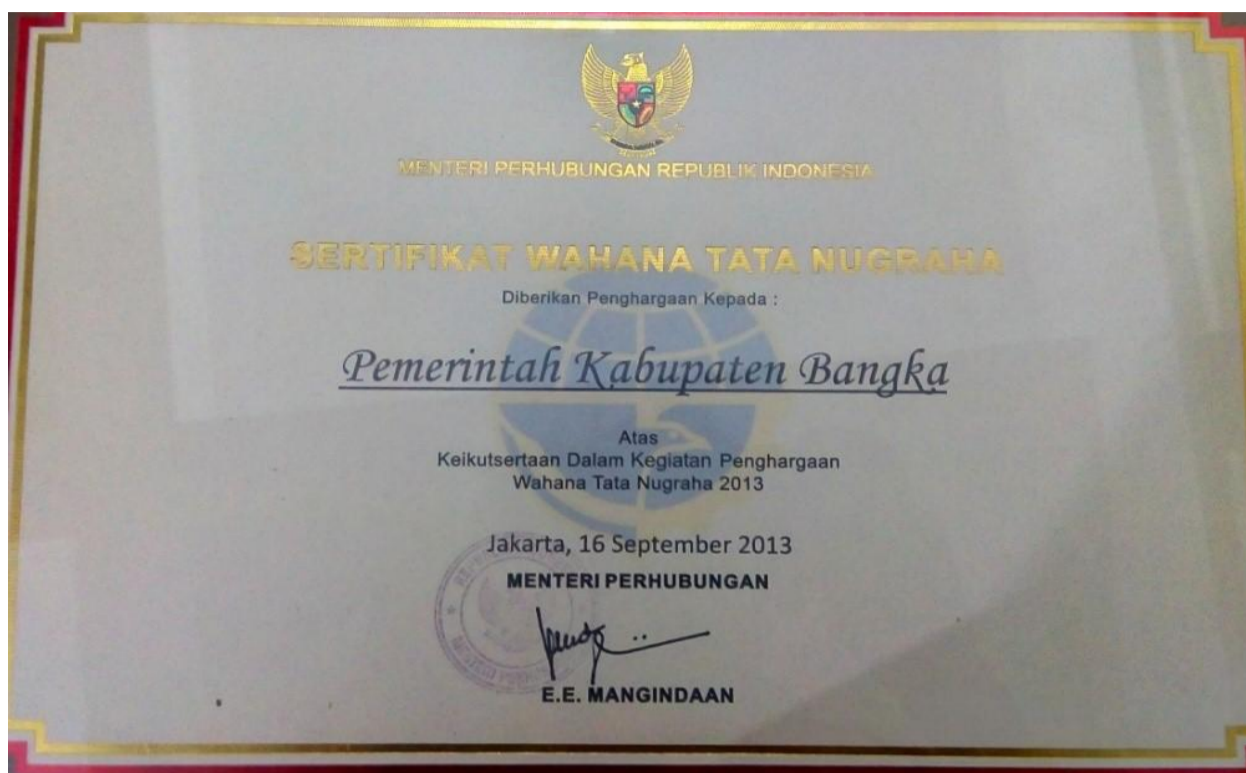 MENTERI PERHUBUNGAN REPUBLIK INDONESIA
SERTIFIKAT WAHANA TATA NUGRAHA
Diberikan Penghargaan Kepada :
Pemerintah Kabupaten Bangka
Atas
Keikutsertaan Dalam Kegiatan Penghargaan
Wahana Tata Nugraha 2013
Jakarta, 16 September 2013
MENTERI PERHUBUNGAN
E.E. MANGINDAAN